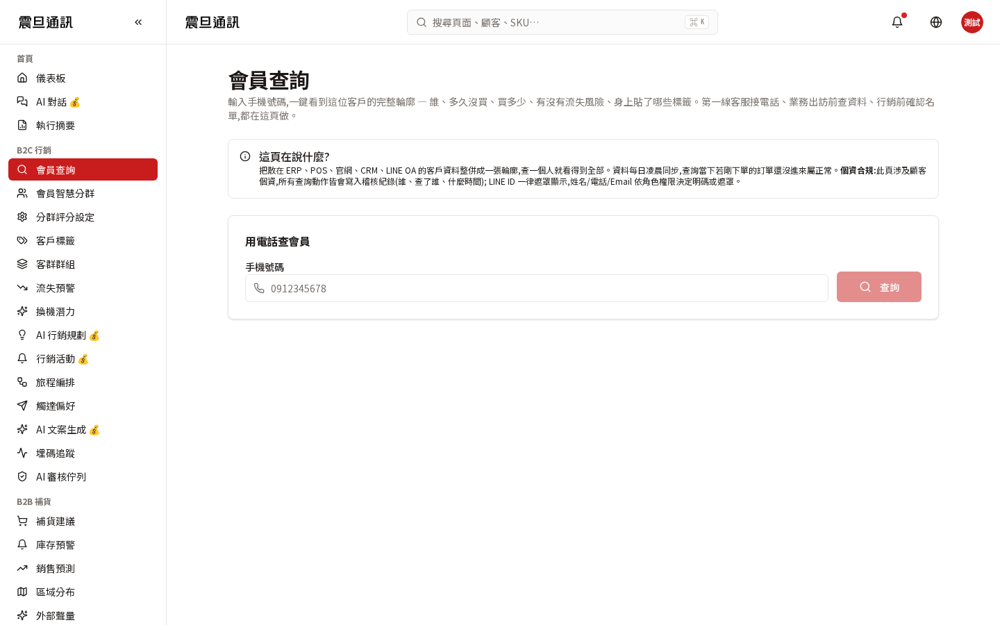 震旦通訊
震旦通訊
搜尋頁面、顧客、SKU…
⌘ K
測試
首頁
儀表板
AI 對話 💰
執行摘要
B2C 行銷
會員查詢
會員智慧分群
分群評分設定
客戶標籤
客群群組
流失預警
換機潛力
AI 行銷規劃 💰
行銷活動 💰
旅程編排
觸達偏好
AI 文案生成 💰
埋碼追蹤
AI 審核佇列
B2B 補貨
補貨建議
庫存預警
銷售預測
區域分布
外部聲量
會員查詢
輸入手機號碼,一鍵看到這位客戶的完整輪廓 — 誰、多久沒買、買多少、有沒有流失風險、身上貼了哪些標籤。第一線客服接電話、業務出訪前查資料、行銷前確認名
單,都在這頁做。
這頁在說什麼?
把散在 ERP、POS、官網、CRM、LINE OA 的客戶資料整併成一張輪廓,查一個人就看得到全部。資料每日凌晨同步,查詢當下若剛下單的訂單還沒進來屬正常。個資合規:此頁涉及顧客
個資,所有查詢動作皆會寫入稽核紀錄(誰、查了誰、什麼時間); LINE ID 一律遮罩顯示,姓名/電話/Email 依角色權限決定明碼或遮罩。
用電話查會員
手機號碼
0912345678
查詢